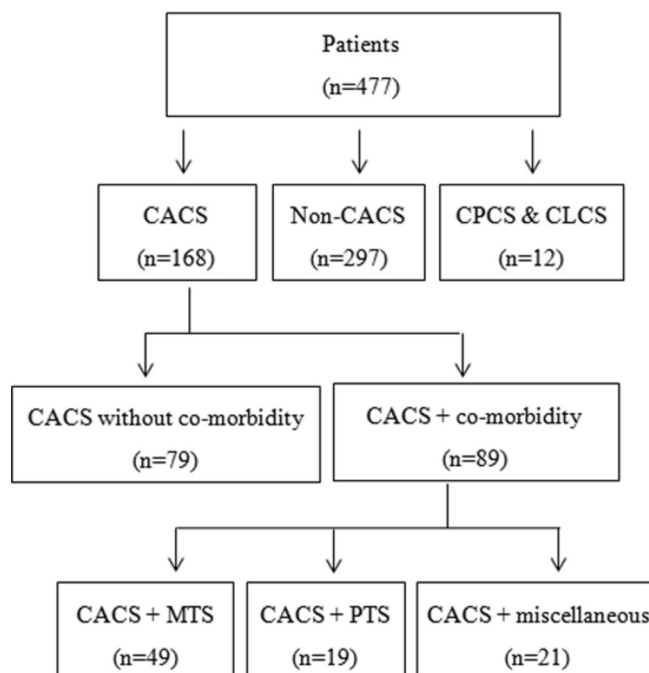 Patients
(n=477)
CACS
(n=168)
Non-CACS
(n=297)
CPCS & CLCS
(n=12)
CACS without co-morbidity
(n=79)
CACS + co-morbidity
(n=89)
CACS + MTS
(n=49)
CACS + PTS
(n=19)
CACS + miscellaneous
(n=21)